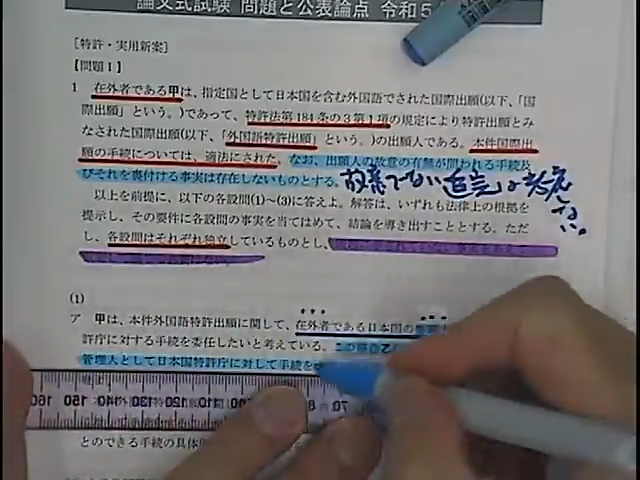 論文式試験 問題と公表論点 令和5
［特許・実用新案］
【問題Ⅰ】
1 在外者である甲は、指定国として日本国を含む外国語でされた国際出願(以下、「国
際出願」という。)であって、特許法第184条の3第1項の規定により特許出願とみ
なされた国際出願(以下、「外国語特許出願」という。)の出願人である。本件国際出
願の手続については、適法にされた。なお、出願人の故意の有無が問われる手続及
びそれを裏付ける事実は存在しないものとする。 故意でない 追完
以上を前提に、以下の各設問(1)～(3)に答えよ。解答は、いずれも法律上の根拠を
提示し、その要件に各設問の事実を当てはめて、結論を導き出すこととする。ただ
し、各設問はそれぞれ独立しているものとし、
(1)
ア 甲は、本件外国語特許出願に関して、在外者である日本国の
許庁に対する手続を委任したいと考えている。この場合乙
管理人として日本国特許庁に対して手続を
160 150 140 130 120 110 100
とのできる手続の具体